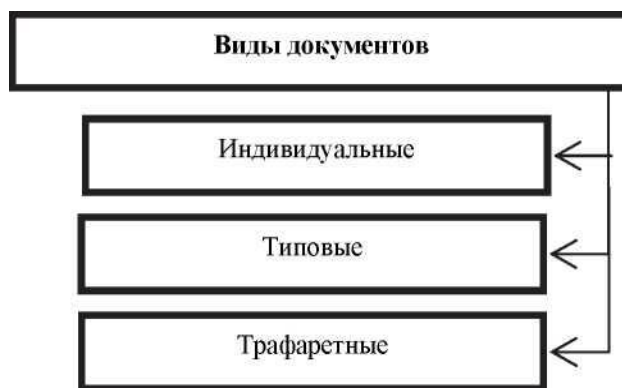 Виды документов
Индивидуальные
Типовые
Трафаретные